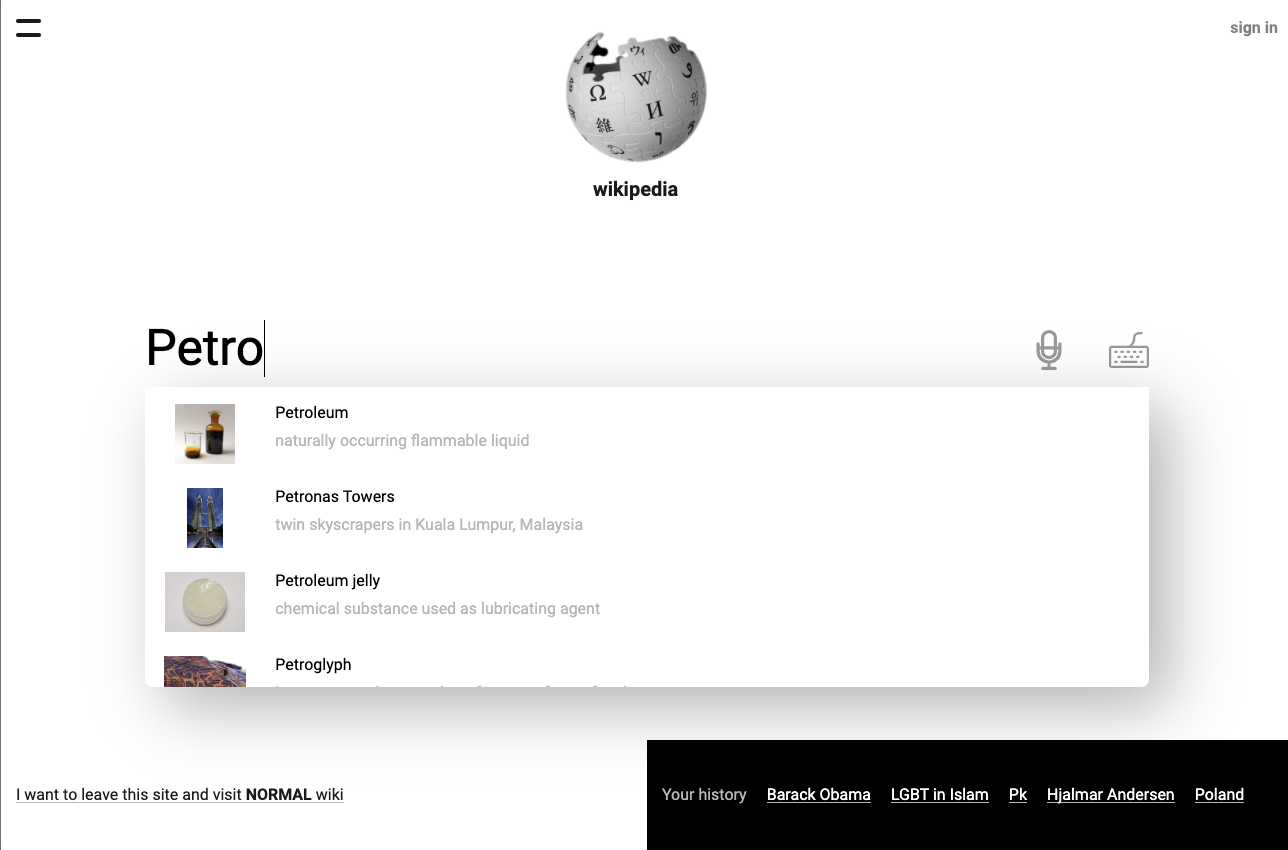 sign in
Ω W И 維
wikipedia
Petro
Petroleum
naturally occurring flammable liquid
Petronas Towers
twin skyscrapers in Kuala Lumpur, Malaysia
Petroleum jelly
chemical substance used as lubricating agent
Petroglyph
I want to leave this site and visit NORMAL wiki
Your history Barack Obama LGBT in Islam Pk Hjalmar Andersen Poland